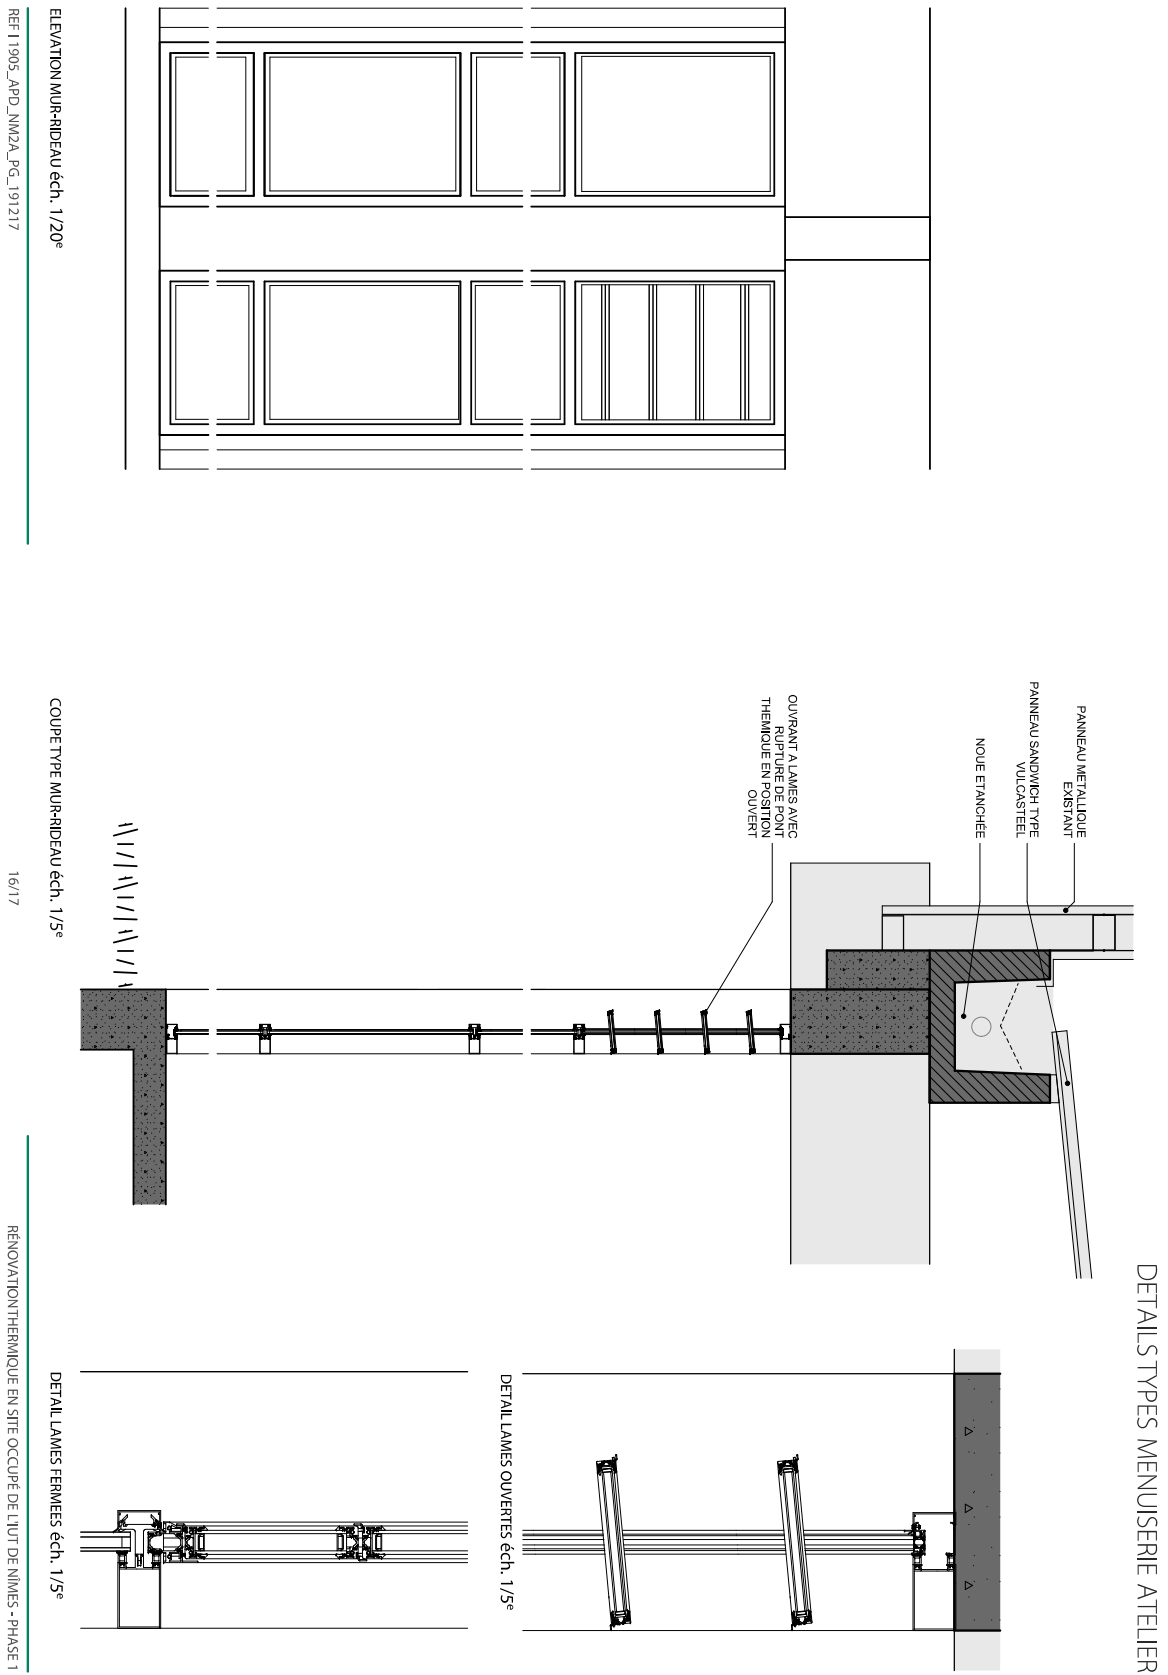 DETAILS TYPES MENUISERIE ATELIER
PANNEAU METALLIQUE
EXISTANT
PANNEAU SANDWICH TYPE
VULCASTEEL
NOUE ETANCHÉE
OUVRANT A LAMES AVEC
RUPTURE DE PONT
THEMIQUE EN POSITION
OUVERT
DETAIL LAMES OUVERTES éch. 1/5e
ELEVATION MUR-RIDEAU éch. 1/20e
COUPE TYPE MUR-RIDEAU éch. 1/5e
DETAIL LAMES FERMEES éch. 1/5e
REF I 1905_APD_NM2A_PG_191217
16/17
RÉNOVATION THERMIQUE EN SITE OCCUPÉ DE L'IUT DE NÎMES - PHASE 1